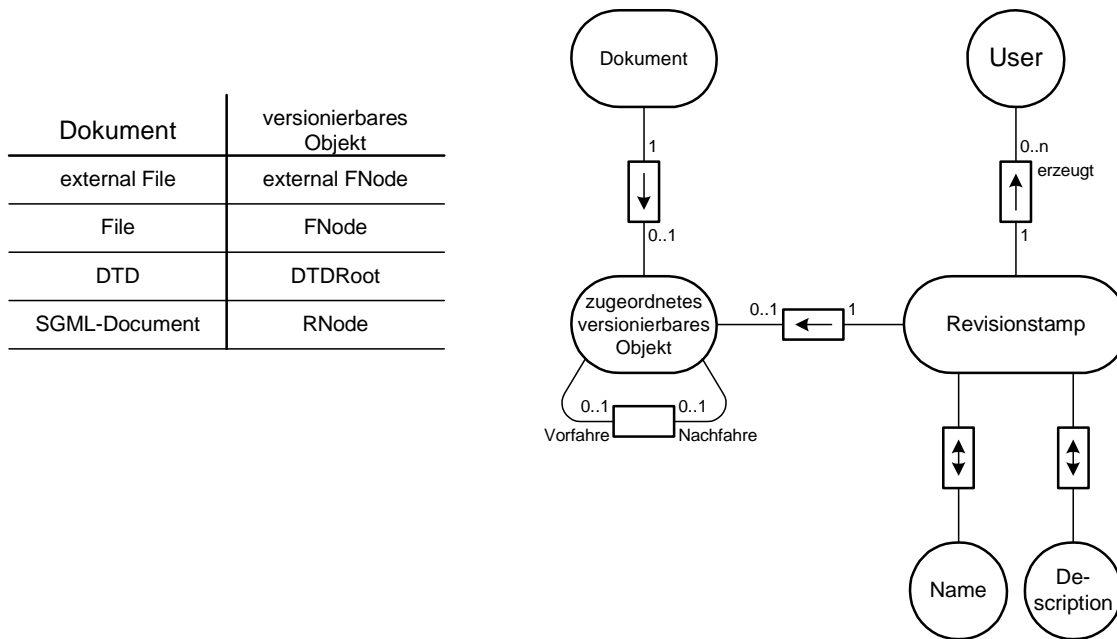 Dokument
versionierbares
Objekt
external File
external FNode
File
FNode
DTD
DTDRoot
SGML-Document
RNode
Dokument
1
0..1
zugeordnetes
versionierbares
Objekt
0..1
0..1
Vorfahre
Nachfahre
0..1
1
User
0..n
erzeugt
1
Revisionstamp
Name
De-
scription